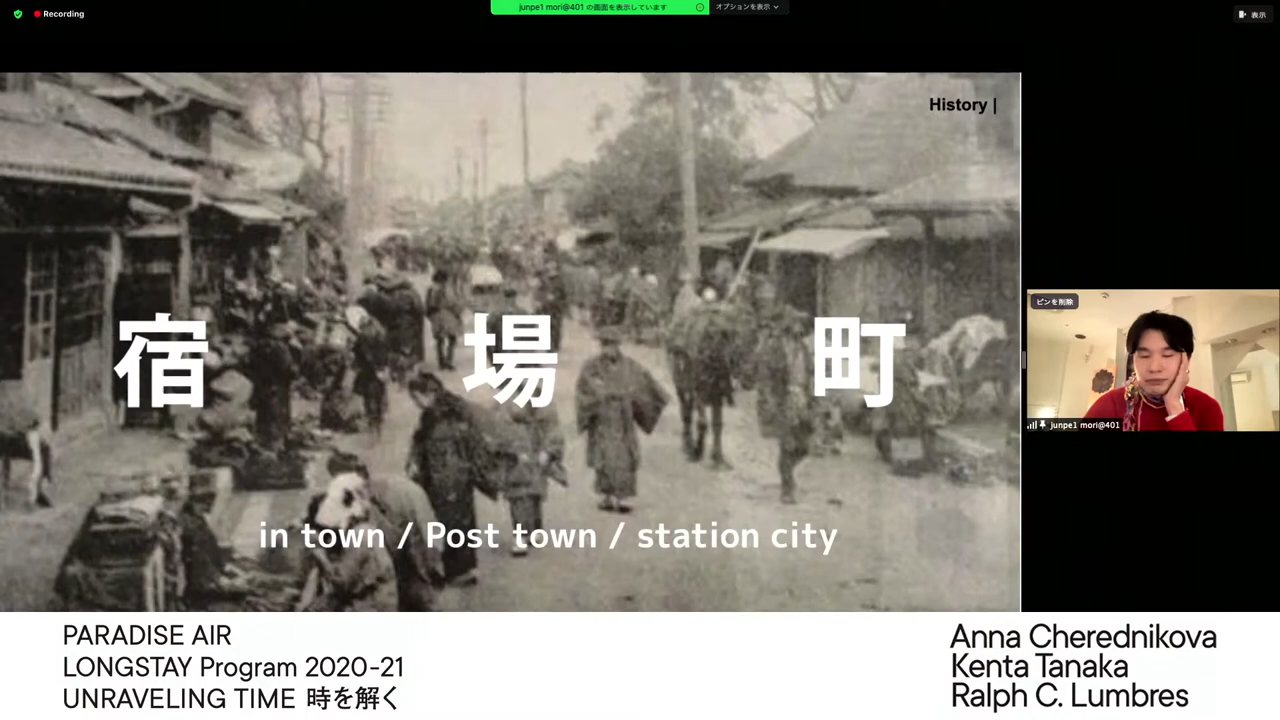 Recording
junpe1 mori@401 の画面を表示しています
オプションを表示
表示
History |
宿場町
in town / Post town / station city
ピンを削除
junpe1 mori@401
PARADISE AIR
LONGSTAY Program 2020-21
UNRAVELING TIME 時を解く
Anna Cherednikova
Kenta Tanaka
Ralph C. Lumbres